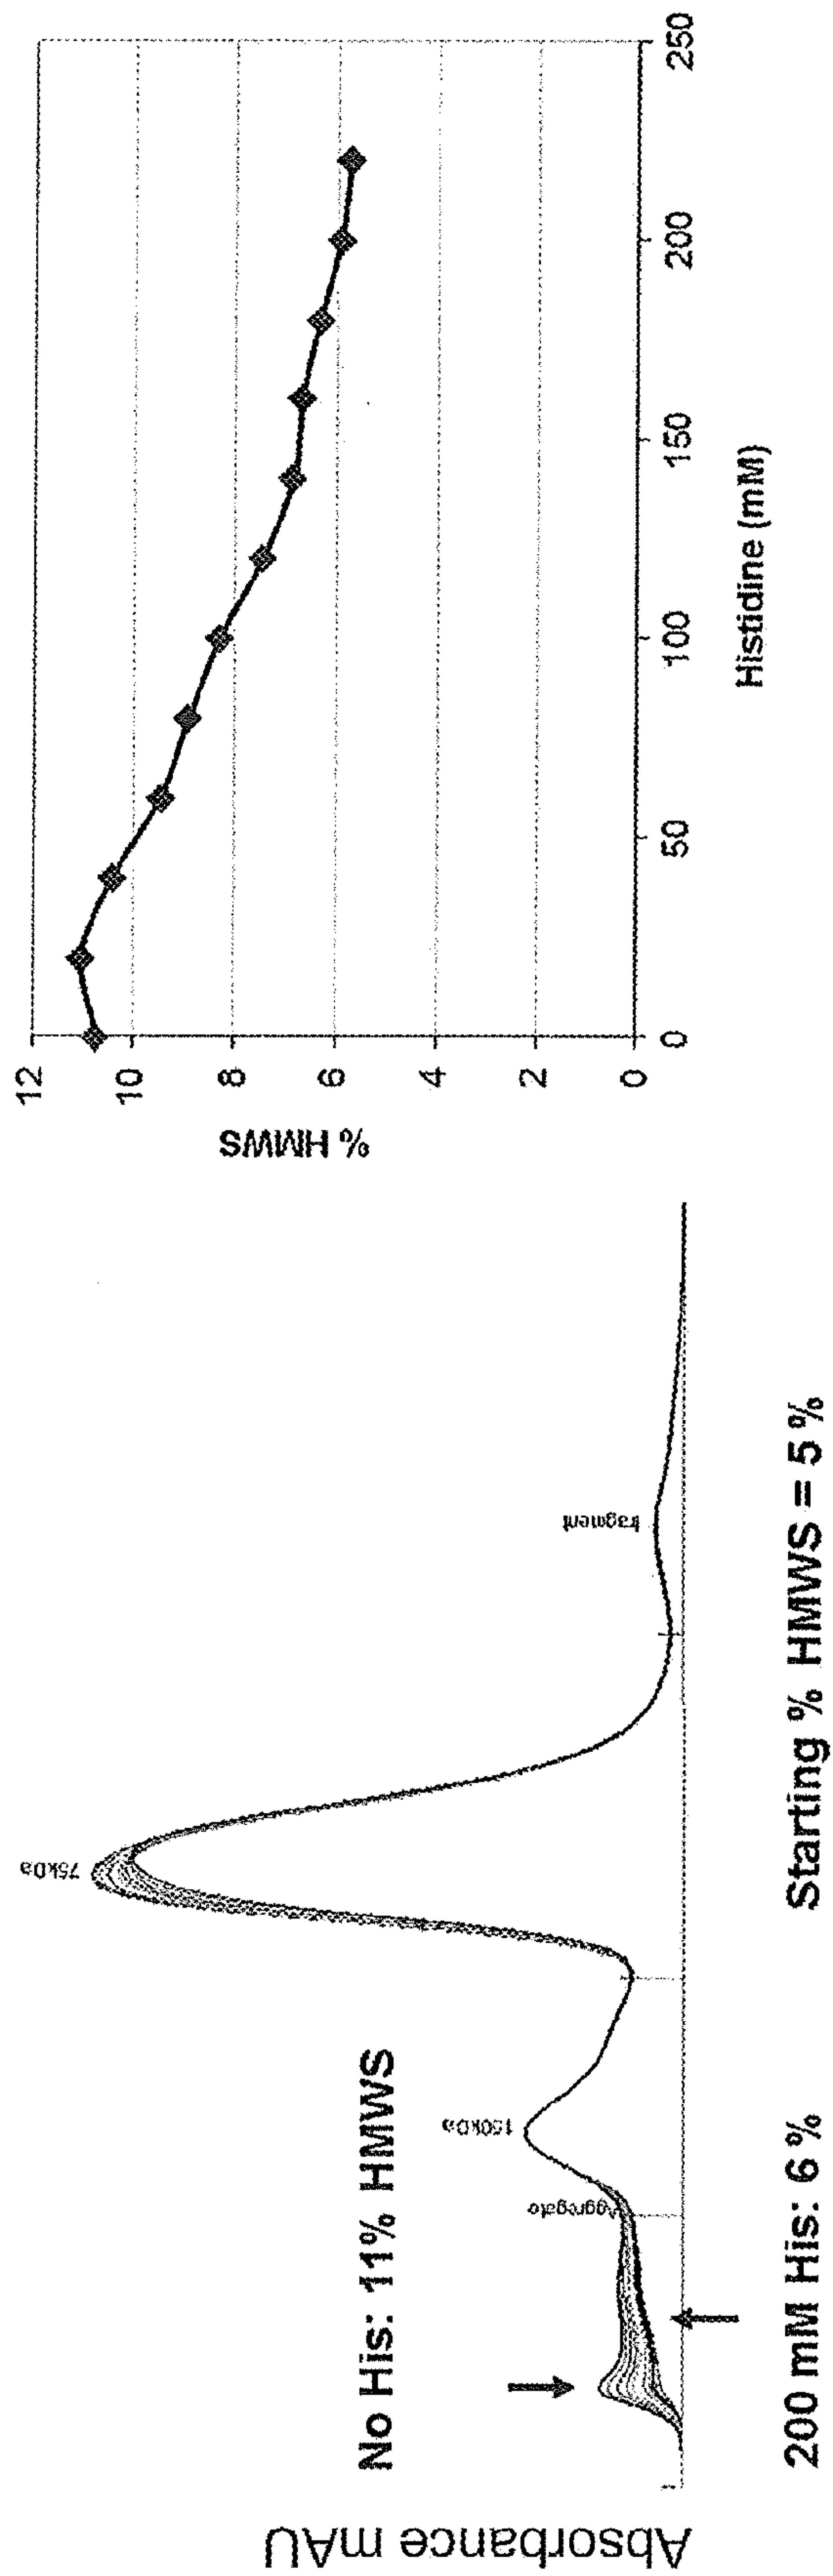 Absorbance mAU
No His: 11% HMWS
Aggregate
150kDa
75kDa
fragment
200 mM His: 6 %
Starting % HMWS = 5 %
% HMWS
12
10
8
6
4
2
0
0
50
100
150
200
250
Histidine (mM)